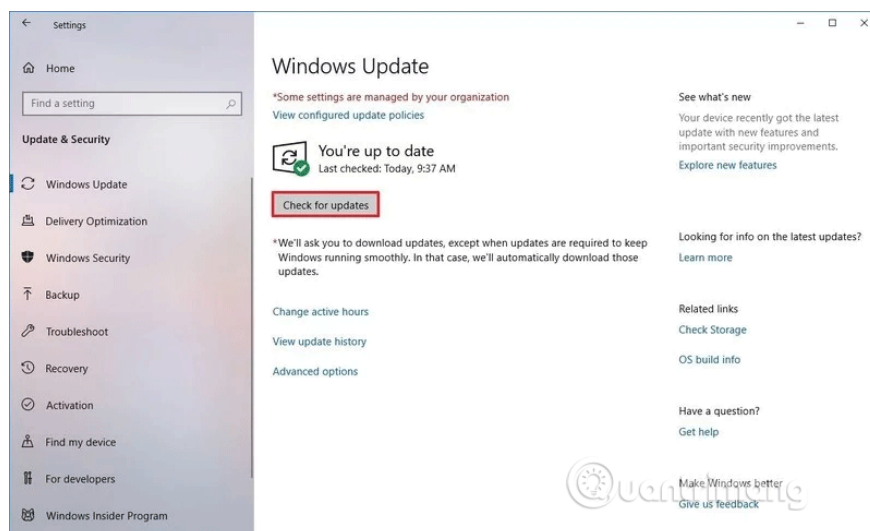 Settings
Home
Find a setting
Update & Security
Windows Update
Delivery Optimization
Windows Security
Backup
Troubleshoot
Recovery
Activation
Find my device
For developers
Windows Insider Program
Windows Update
*Some settings are managed by your organization
View configured update policies
You're up to date
Last checked: Today, 9:37 AM
Check for updates
*We'll ask you to download updates, except when updates are required to keep
Windows running smoothly. In that case, we'll automatically download those
updates.
Change active hours
View update history
Advanced options
See what's new
Your device recently got the latest
update with new features and
important security improvements.
Explore new features
Looking for info on the latest updates?
Learn more
Related links
Check Storage
OS build info
Have a question?
Get help
Make Windows better
Give us feedback
Quantrimang